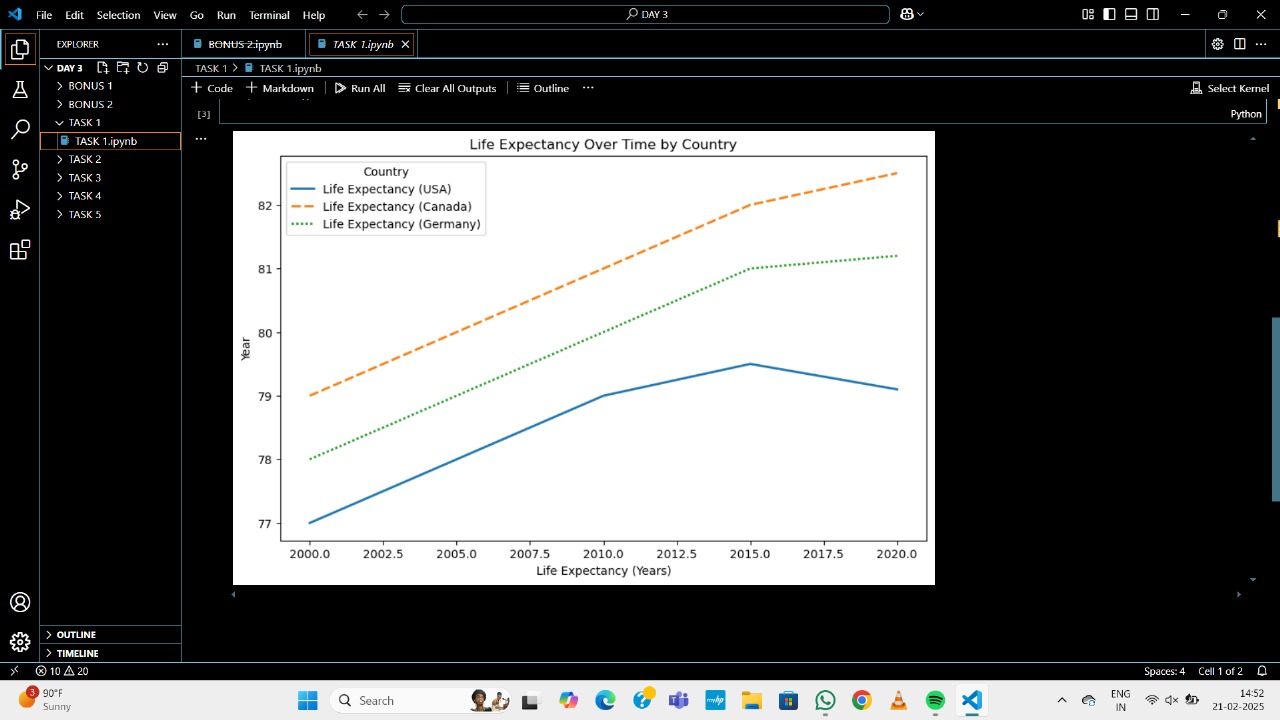 File Edit Selection View Go Run Terminal Help
DAY 3
EXPLORER
BONUS 2.ipynb
TASK 1.ipynb
DAY 3
BONUS 1
BONUS 2
TASK 1
TASK 1.ipynb
TASK 2
TASK 3
TASK 4
TASK 5
TASK 1 > TASK 1.ipynb
Code Markdown Run All Clear All Outputs Outline Select Kernel
[3] Python
Life Expectancy Over Time by Country
Country
Life Expectancy (USA)
Life Expectancy (Canada)
Life Expectancy (Germany)
Year
82
81
80
79
78
77
2000.0 2002.5 2005.0 2007.5 2010.0 2012.5 2015.0 2017.5 2020.0
Life Expectancy (Years)
OUTLINE
TIMELINE
10 20 Spaces: 4 Cell 1 of 2
3
90°F
Sunny
Search
myhp
ENG
IN
14:52
21-02-2025